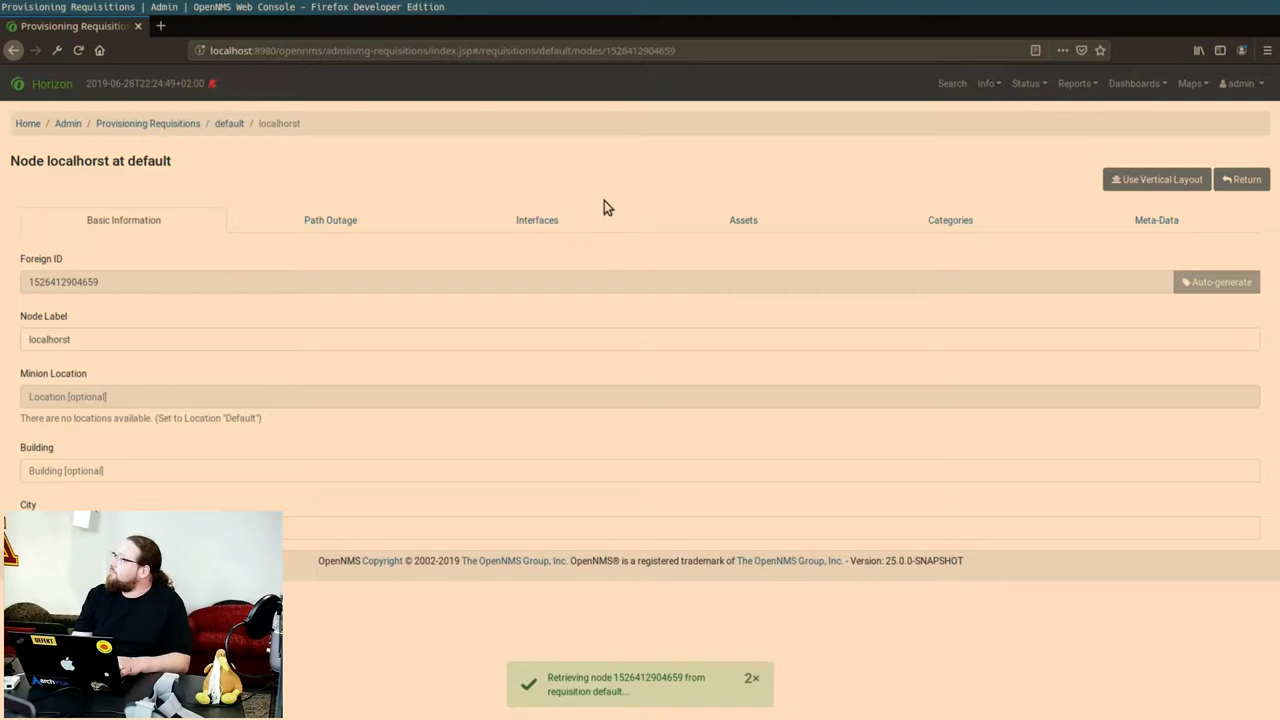 Provisioning Requisitions | Admin | OpenNMS Web Console - Firefox Developer Edition
Provisioning Requisitio
localhost:8980/opennms/admin/ng-requisitions/index.jsp#/requisitions/default/nodes/1526412904659
Horizon 2019-06-28T22:24:49+02:00 Search Info Status Reports Dashboards Maps admin
Home / Admin / Provisioning Requisitions / default / localhorst
Node localhorst at default
Use Vertical Layout Return
Basic Information Path Outage Interfaces Assets Categories Meta-Data
Foreign ID
1526412904659 Auto-generate
Node Label
localhorst
Minion Location
Location [optional]
There are no locations available. (Set to Location "Default")
Building
Building [optional]
City
OpenNMS Copyright © 2002-2019 The OpenNMS Group, Inc. OpenNMS® is a registered trademark of The OpenNMS Group, Inc. - Version: 25.0.0-SNAPSHOT
DEFEKT
archlinux
Retrieving node 1526412904659 from 2×
requisition default...